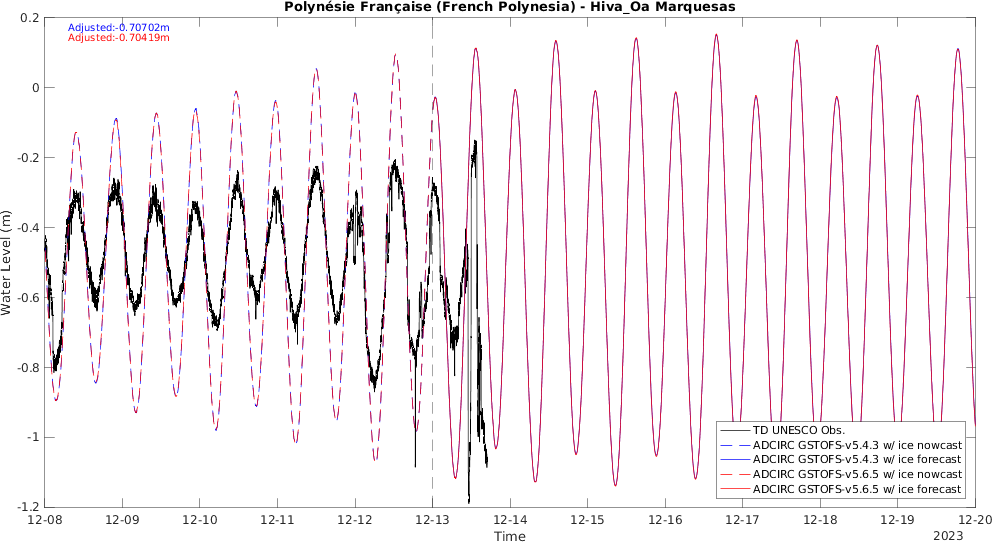 Polynésie Française (French Polynesia) - Hiva_Oa Marquesas
Adjusted:-0.70702m
Adjusted:-0.70419m
0.2
0
-0.2
-0.4
-0.6
-0.8
-1
-1.2
Water Level (m)
TD UNESCO Obs.
ADCIRC GSTOFS-v5.4.3 w/ ice nowcast
ADCIRC GSTOFS-v5.4.3 w/ ice forecast
ADCIRC GSTOFS-v5.6.5 w/ ice nowcast
ADCIRC GSTOFS-v5.6.5 w/ ice forecast
12-08 12-09 12-10 12-11 12-12 12-13 12-14 12-15 12-16 12-17 12-18 12-19 12-20
Time
2023